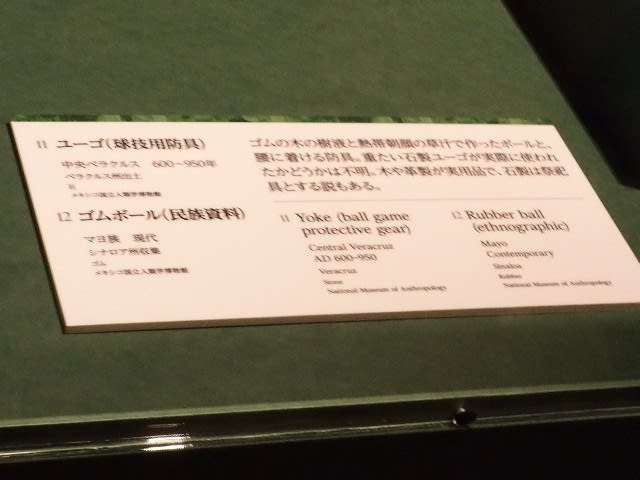 11 ユーゴ(球技用防具)
中央ベラクルス 600–950年
ベラクルス州出土
石
メキシコ国立人類学博物館
12 ゴムボール(民族資料)
マヨ族 現代
シナロア州収集
ゴム
メキシコ国立人類学博物館
ゴムの木の樹液と熱帯朝顔の草汁で作ったボールと、
腰に着ける防具。重たい石製ユーゴが実際に使われ
たかどうかは不明。木や革製が実用品で、石製は祭祀
具とする説もある。
11 Yoke (ball game
protective gear)
Central Veracruz
AD 600-950
Veracruz
Stone
National Museum of Anthropology
12 Rubber ball
(ethnographic)
Mayo
Contemporary
Sinaloa
Rubber
National Museum of Anthropology